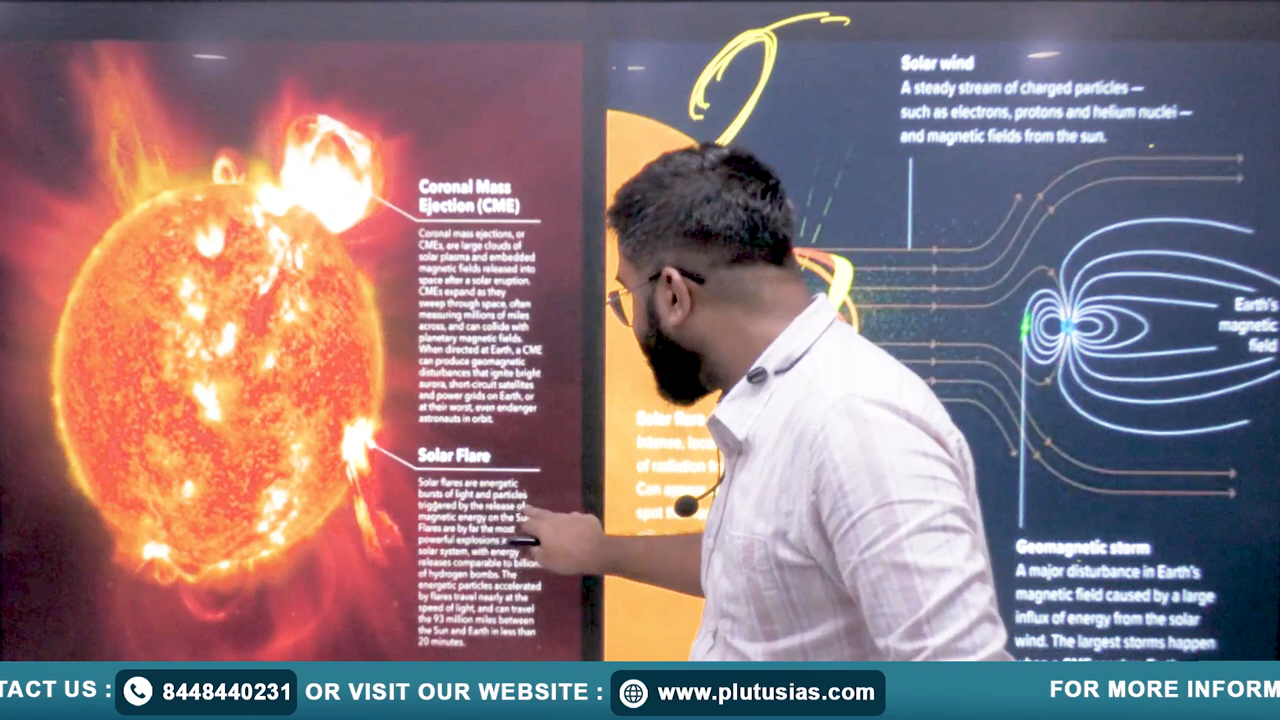 Coronal Mass
Ejection (CME)
Coronal mass ejections, or
CMEs, are large clouds of
solar plasma and embedded
magnetic fields released into
space after a solar eruption.
CMEs expand as they
sweep through space, often
measuring millions of miles
across, and can collide with
planetary magnetic fields.
When directed at Earth, a CME
can produce geomagnetic
disturbances that ignite bright
aurora, short-circuit satellites
and power grids on Earth, or
at their worst, even endanger
astronauts in orbit.
Solar Flare
Solar flares are energetic
bursts of light and particles
triggered by the release of
magnetic energy on the Su
Flares are by far the most
powerful explosions
solar system, with energy
releases comparable to billion
of hydrogen bombs. The
energetic particles accelerated
by flares travel nearly at the
speed of light, and can travel
the 93 million miles between
the Sun and Earth in less than
20 minutes.
Solar flare
Intense, loca
of radiation
Can
spot
Solar wind
A steady stream of charged particles —
such as electrons, protons and helium nuclei —
and magnetic fields from the sun.
Earth's
magnetic
field
Geomagnetic storm
A major disturbance in Earth's
magnetic field caused by a large
influx of energy from the solar
wind. The largest storms happen
TACT US : 8448440231 OR VISIT OUR WEBSITE : www.plutusias.com FOR MORE INFORM